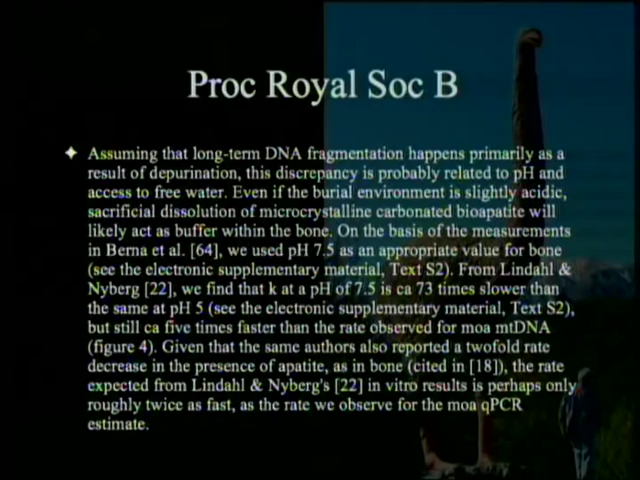 Proc Royal Soc B
✦ Assuming that long-term DNA fragmentation happens primarily as a
result of depurination, this discrepancy is probably related to pH and
access to free water. Even if the burial environment is slightly acidic,
sacrificial dissolution of microcrystalline carbonated bioapatite will
likely act as buffer within the bone. On the basis of the measurements
in Berna et al. [64], we used pH 7.5 as an appropriate value for bone
(see the electronic supplementary material, Text S2). From Lindahl &
Nyberg [22], we find that k at a pH of 7.5 is ca 73 times slower than
the same at pH 5 (see the electronic supplementary material, Text S2),
but still ca five times faster than the rate observed for moa mtDNA
(figure 4). Given that the same authors also reported a twofold rate
decrease in the presence of apatite, as in bone (cited in [18]), the rate
expected from Lindahl & Nyberg's [22] in vitro results is perhaps only
roughly twice as fast, as the rate we observe for the moa qPCR
estimate.